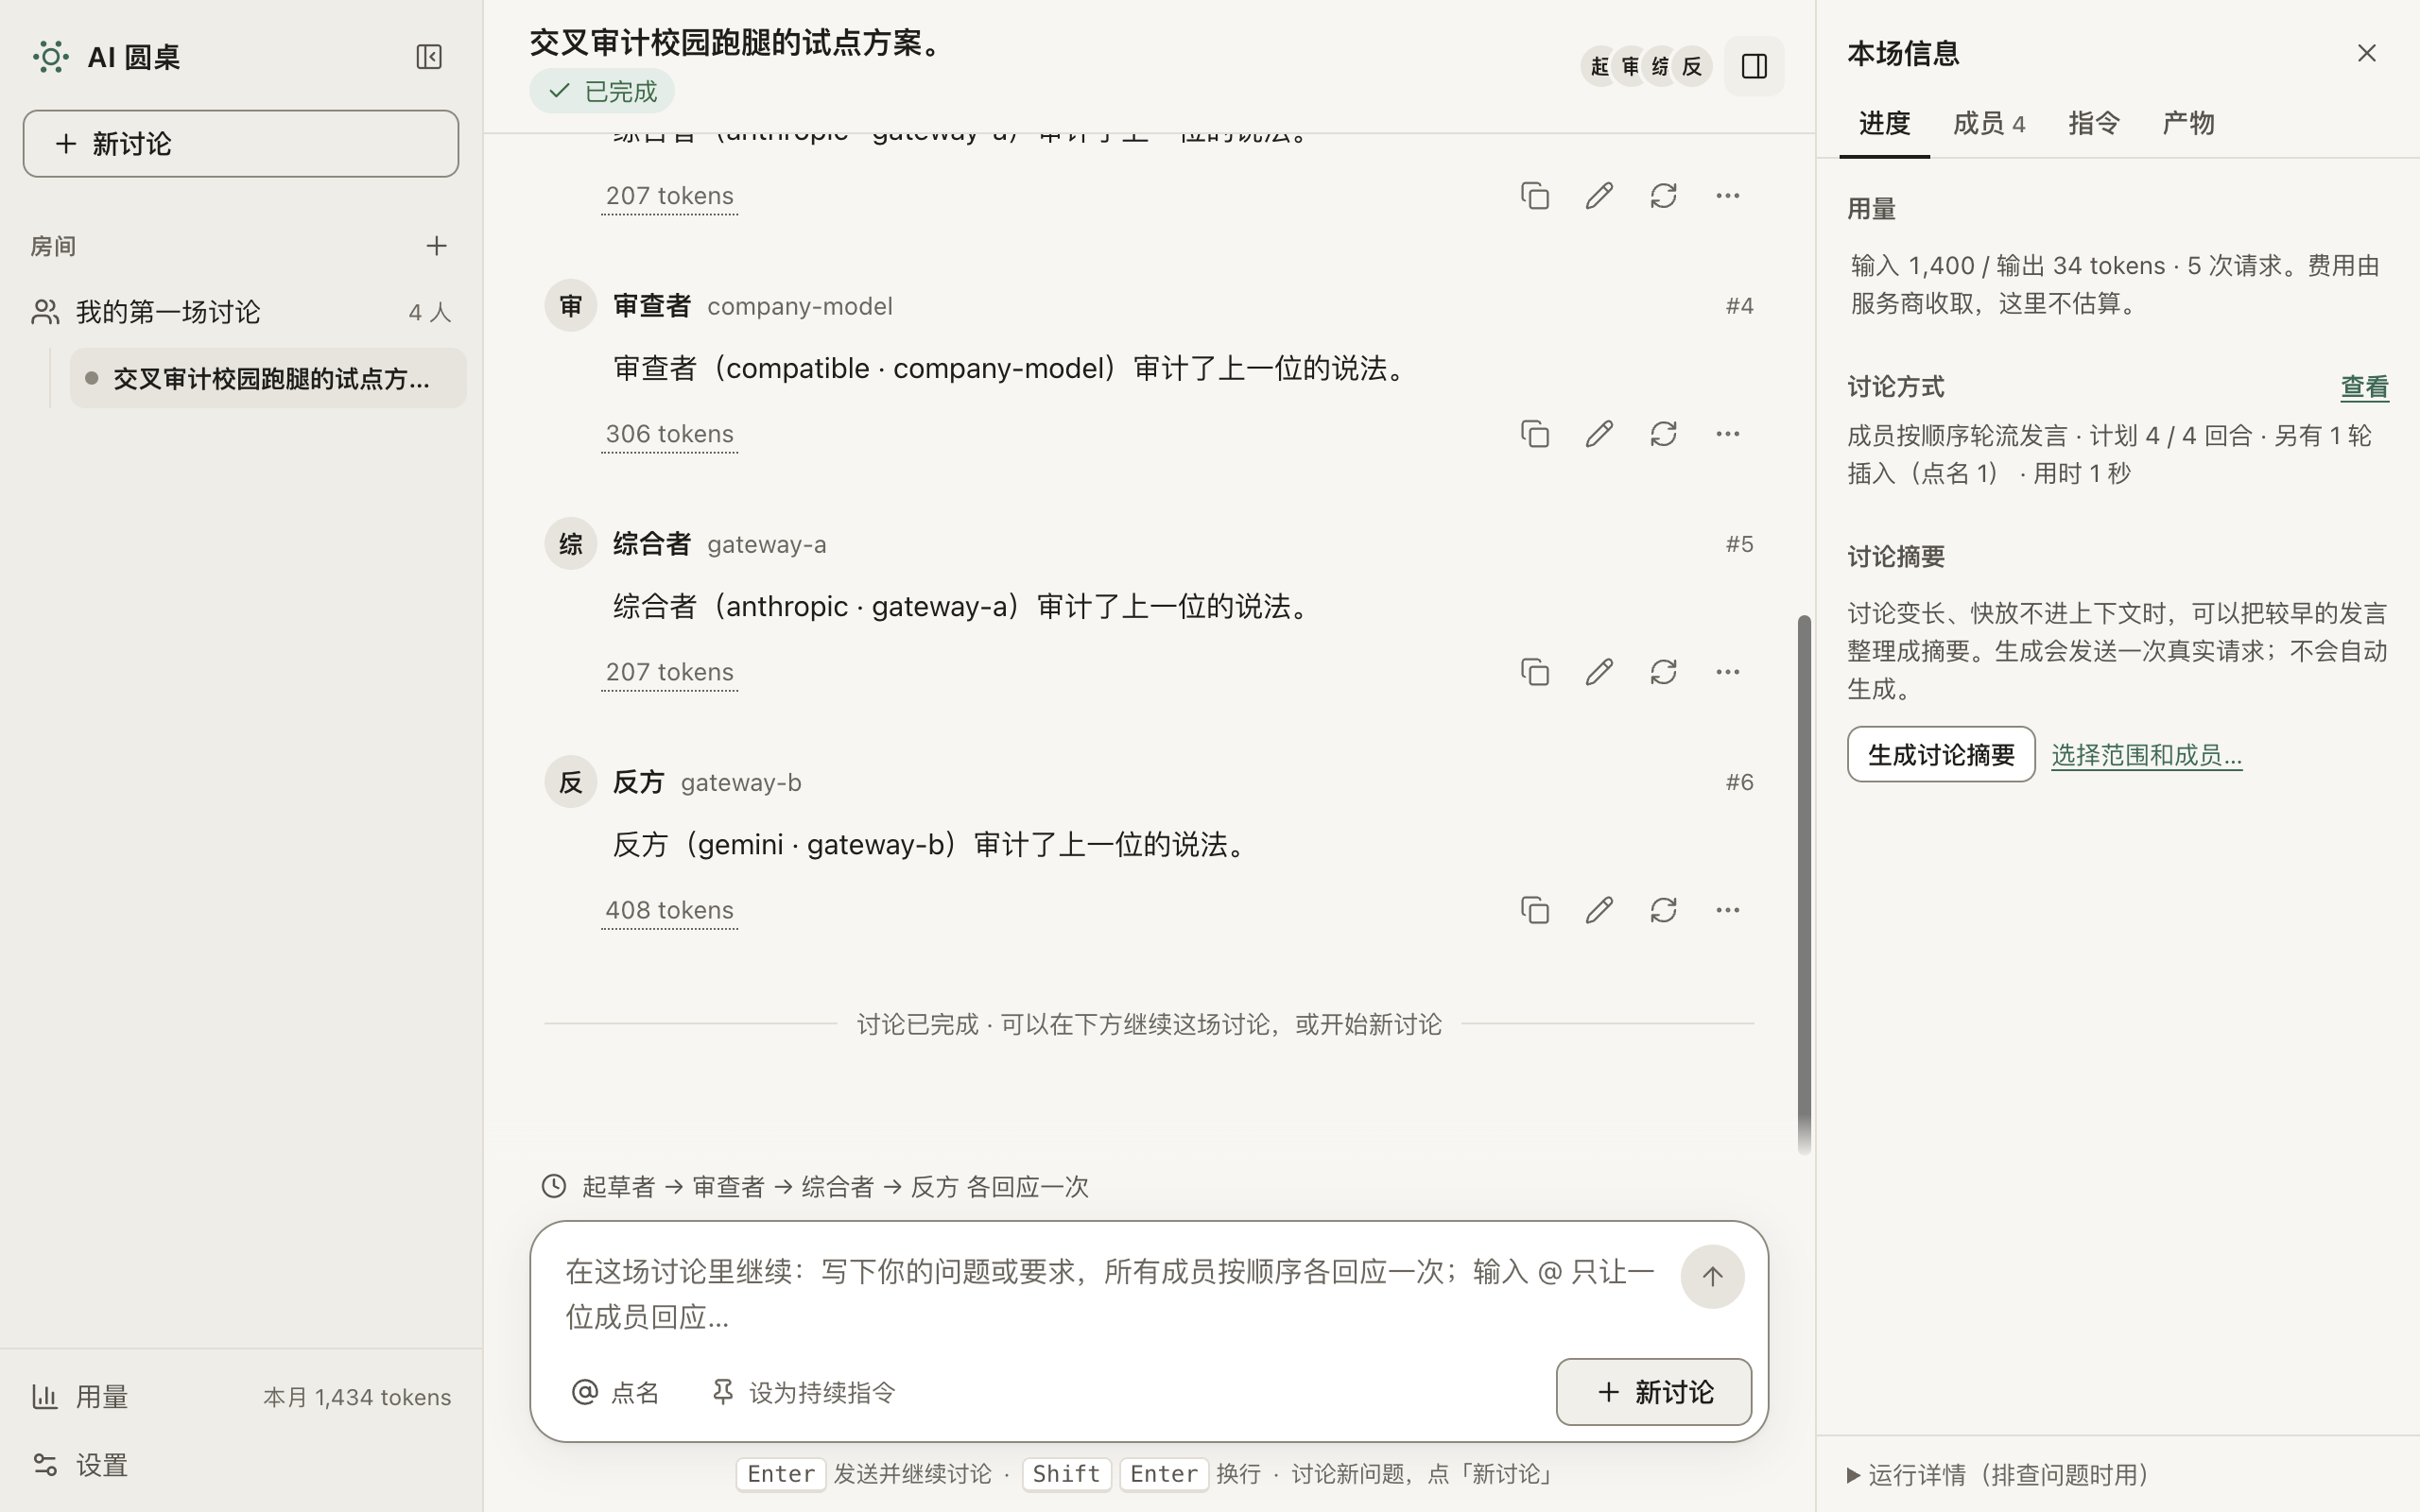 AI 圆桌
+ 新讨论
房间
我的第一场讨论 4 人
交叉审计校园跑腿的试点方...
用量 本月 1,434 tokens
设置
交叉审计校园跑腿的试点方案。
已完成
起 审 综 反
综合者（anthropic · gateway-a）审计了上一位的说法。
207 tokens
审 审查者 company-model #4
审查者（compatible · company-model）审计了上一位的说法。
306 tokens
综 综合者 gateway-a #5
综合者（anthropic · gateway-a）审计了上一位的说法。
207 tokens
反 反方 gateway-b #6
反方（gemini · gateway-b）审计了上一位的说法。
408 tokens
讨论已完成 · 可以在下方继续这场讨论，或开始新讨论
起草者 → 审查者 → 综合者 → 反方 各回应一次
在这场讨论里继续：写下你的问题或要求，所有成员按顺序各回应一次；输入 @ 只让一
位成员回应...
@ 点名 设为持续指令 + 新讨论
Enter 发送并继续讨论 · Shift Enter 换行 · 讨论新问题，点「新讨论」
本场信息
进度 成员 4 指令 产物
用量
输入 1,400 / 输出 34 tokens · 5 次请求。费用由
服务商收取，这里不估算。
讨论方式 查看
成员按顺序轮流发言 · 计划 4 / 4 回合 · 另有 1 轮
插入（点名 1） · 用时 1 秒
讨论摘要
讨论变长、快放不进上下文时，可以把较早的发言
整理成摘要。生成会发送一次真实请求；不会自动
生成。
生成讨论摘要 选择范围和成员...
▶ 运行详情（排查问题时用）